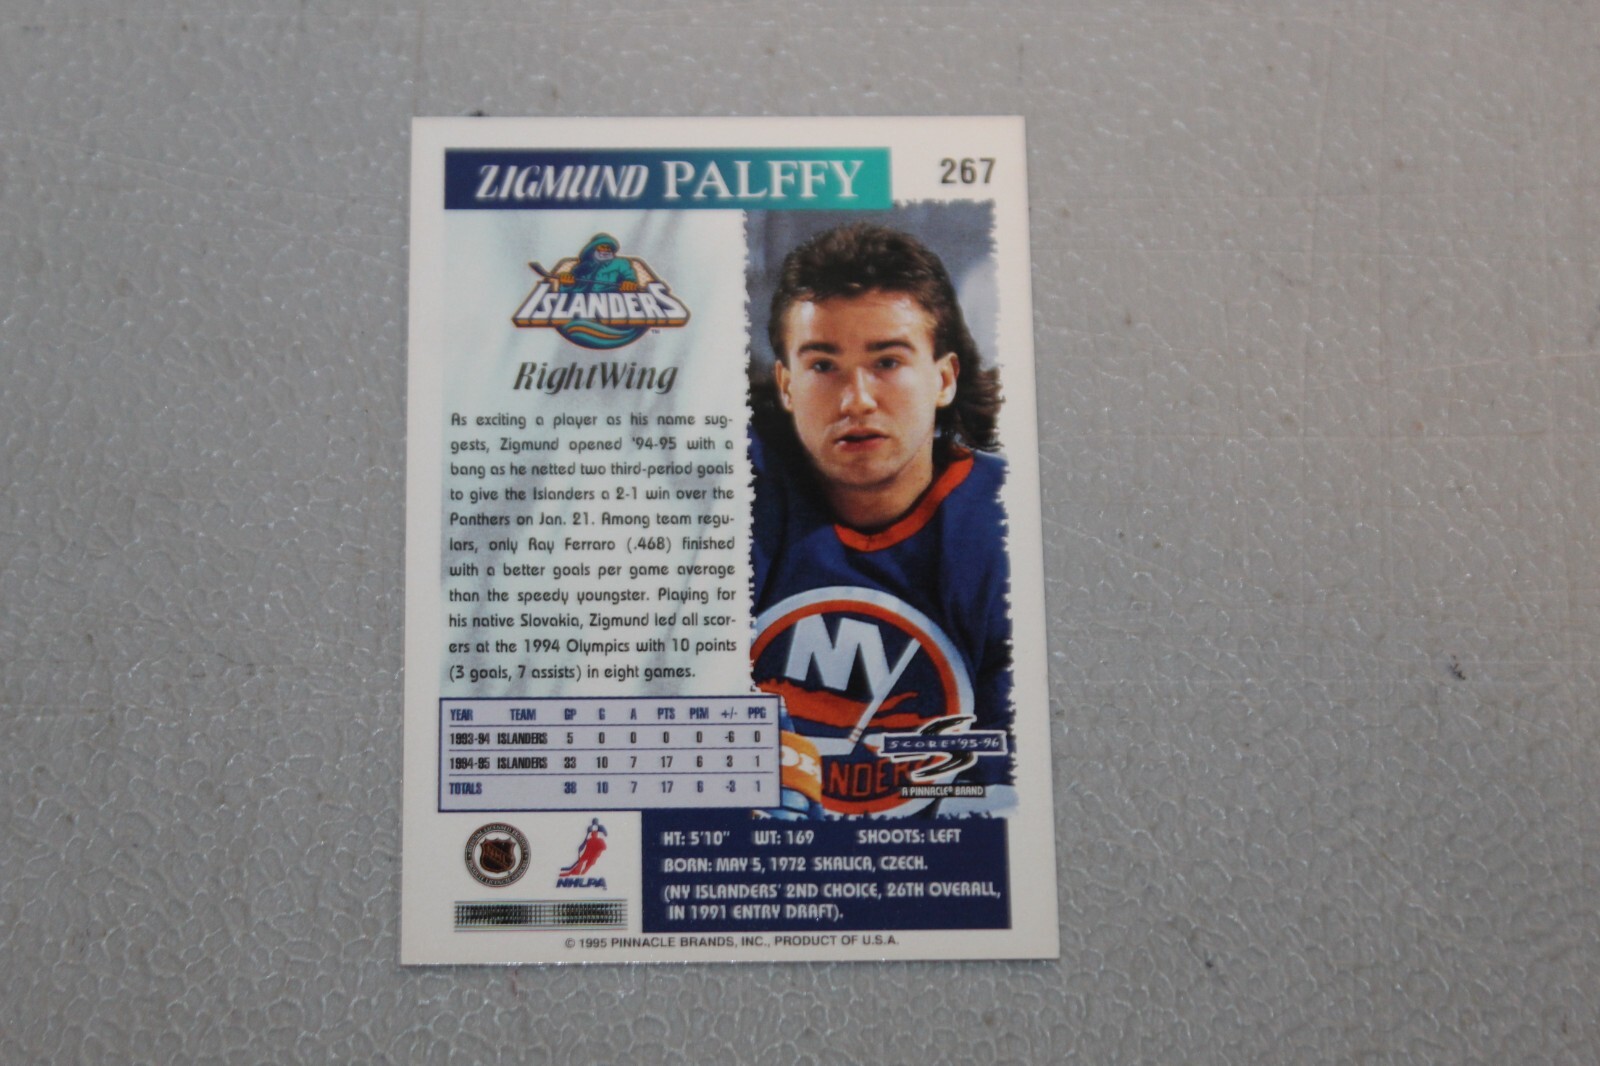 ZIGMUND PALFFY
267
ISLANDERS
TM
RightWing
As exciting a player as his name sug-
gests, Zigmund opened '94-95 with a
bang as he netted two third-period goals
to give the Islanders a 2-1 win over the
Panthers on Jan. 21. Among team regu-
lars, only Ray Ferraro (.468) finished
with a better goals per game average
than the speedy youngster. Playing for
his native Slovakia, Zigmund led all scor-
ers at the 1994 Olympics with 10 points
(3 goals, 7 assists) in eight games.
NY
NDER
YEAR TEAM GP G A PTS PIM +/- PPG
1993-94 ISLANDERS 5 0 0 0 0 -6 0
1994-95 ISLANDERS 33 10 7 17 6 3 1
TOTALS 38 10 7 17 6 -3 1
SCORE '95-96
A PINNACLE® BRAND
NHLPA
HT: 5'10" WT: 169 SHOOTS: LEFT
BORN: MAY 5, 1972 SKALICA, CZECH.
(NY ISLANDERS' 2ND CHOICE, 26TH OVERALL,
IN 1991 ENTRY DRAFT).
© 1995 PINNACLE BRANDS, INC., PRODUCT OF U.S.A.